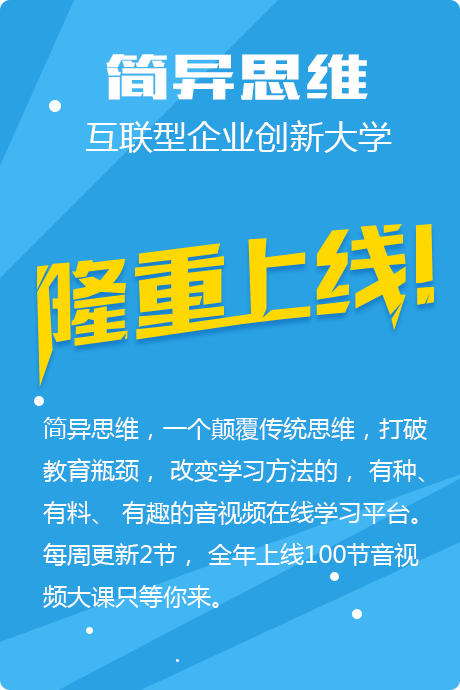 简异思维
互联型企业创新大学
隆重上线!
简异思维，一个颠覆传统思维，打破
教育瓶颈， 改变学习方法的， 有种、
有料、 有趣的音视频在线学习平台。
每周更新2节， 全年上线100节音视
频大课只等你来。